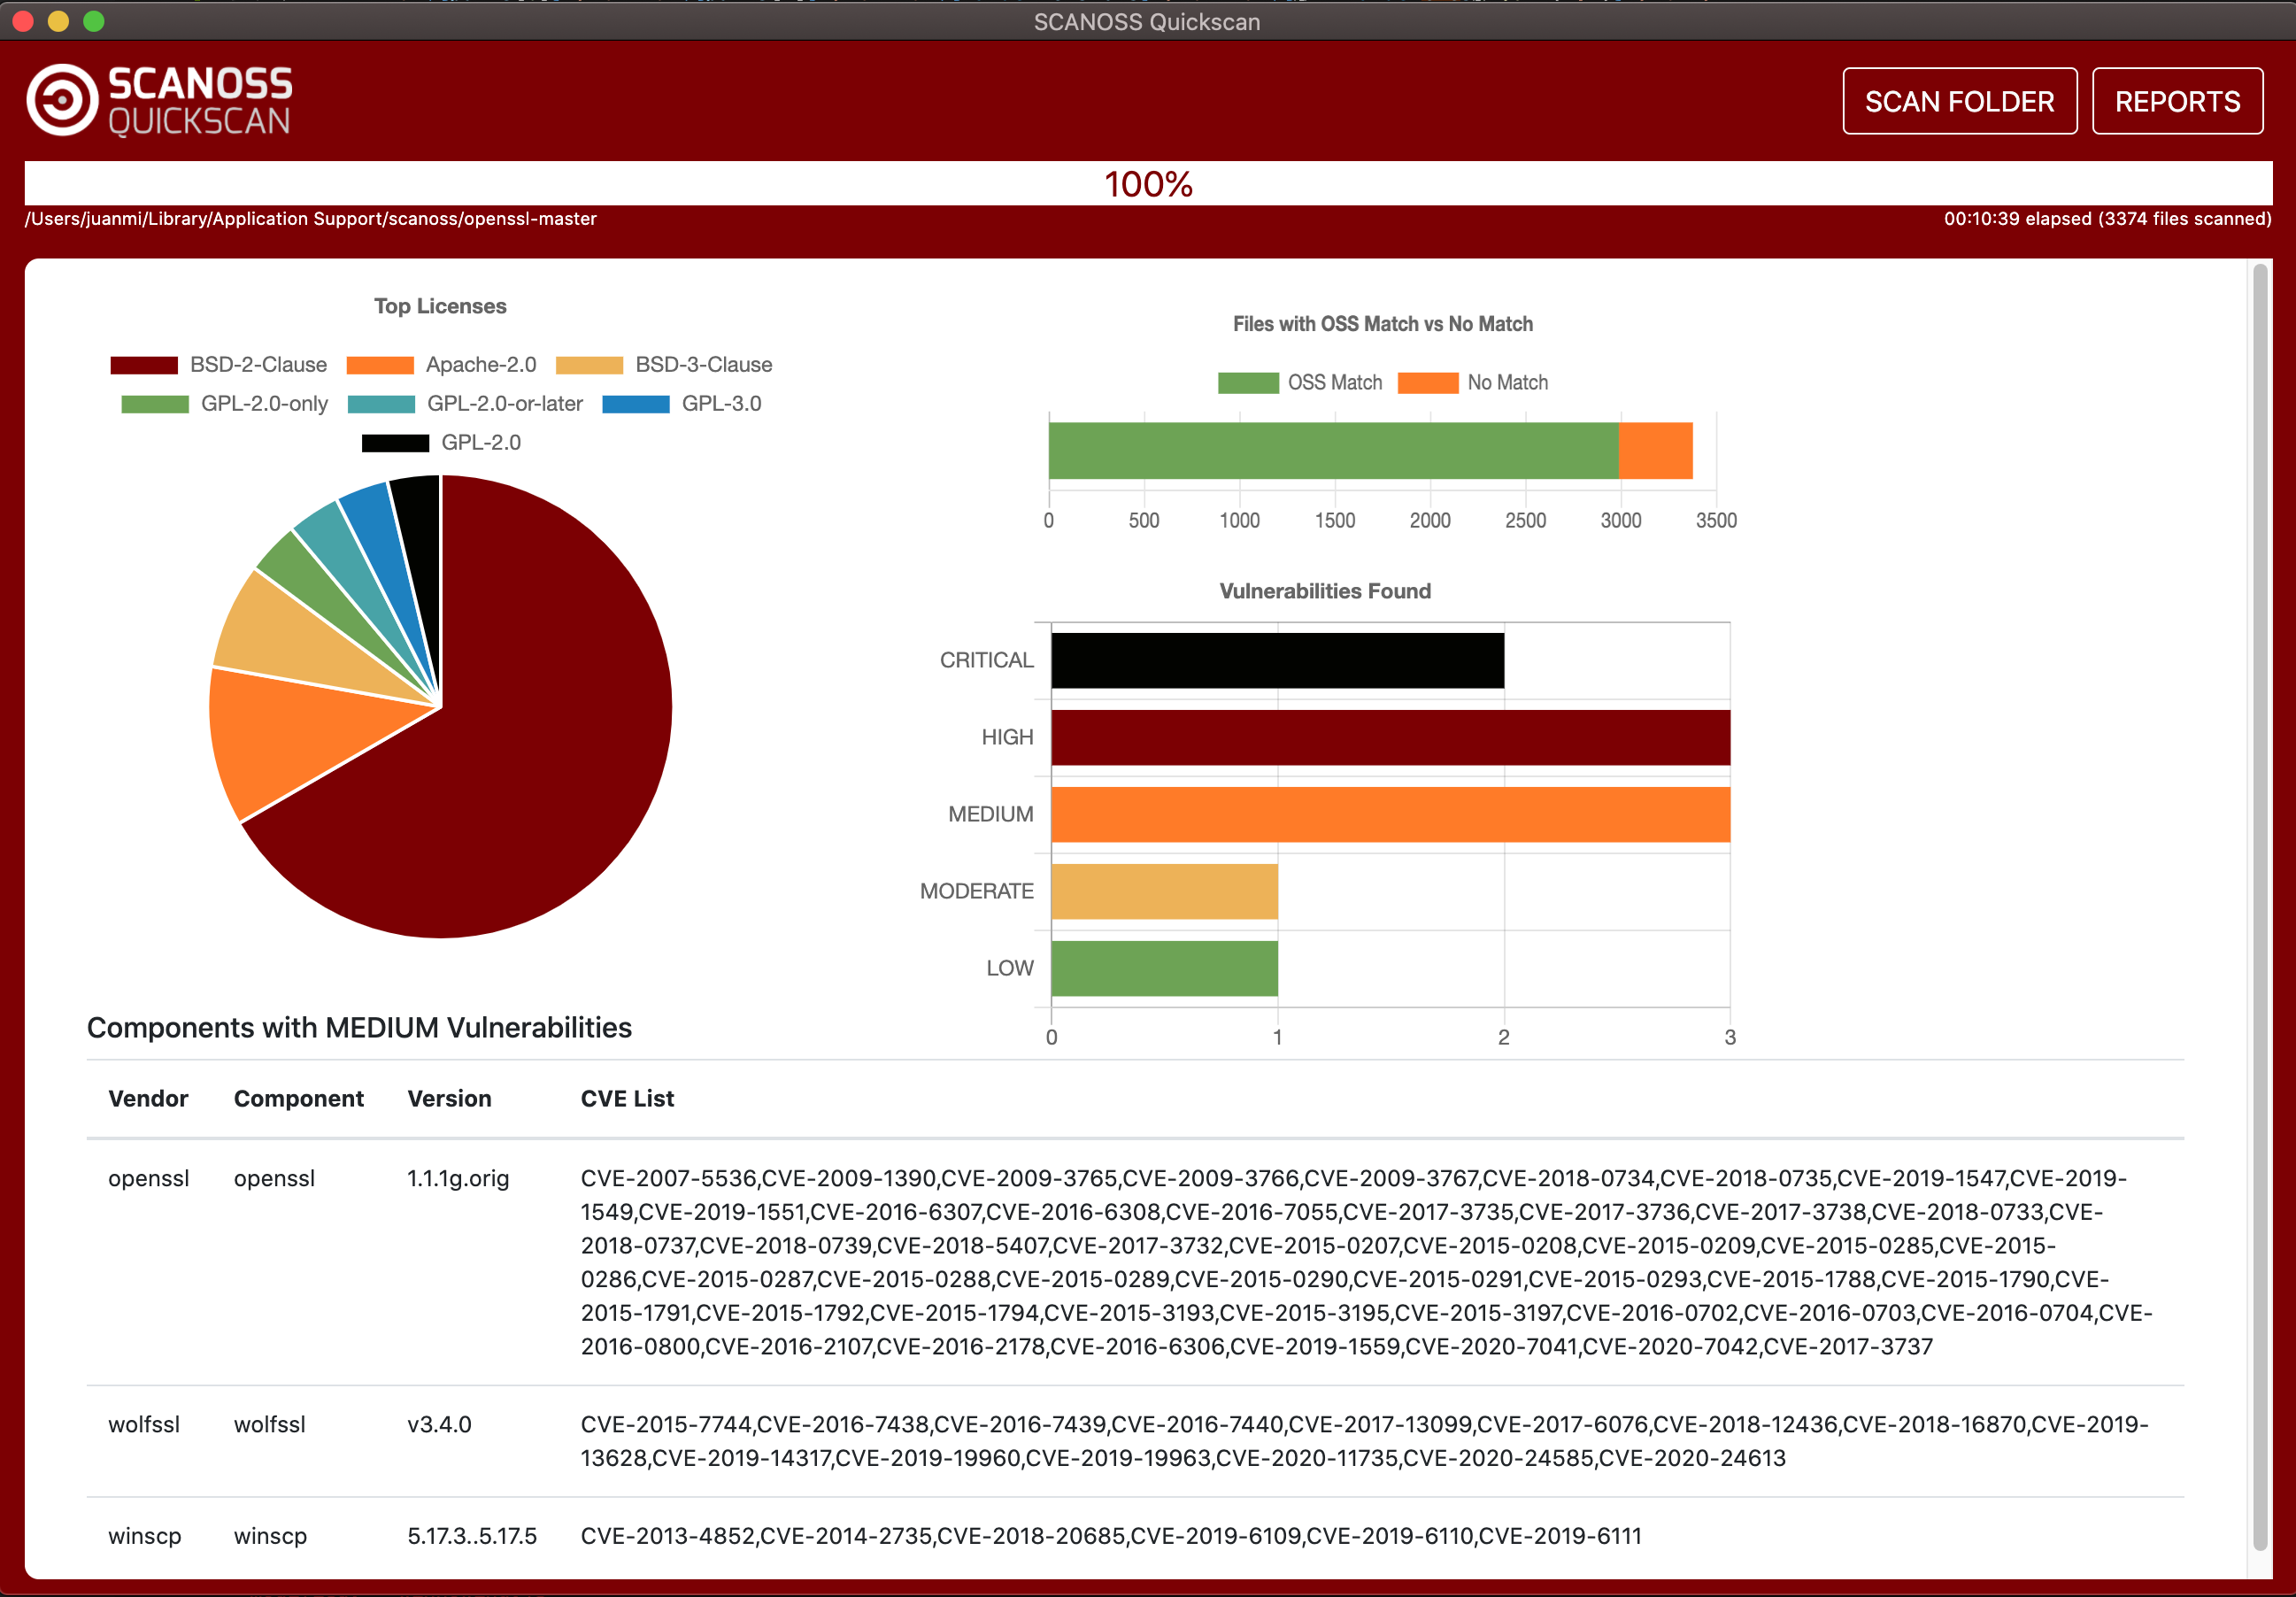 SCANOSS Quickscan
SCANOSS
QUICKSCAN
SCAN FOLDER
REPORTS
100%
/Users/juanmi/Library/Application Support/scanoss/openssl-master
00:10:39 elapsed (3374 files scanned)
Top Licenses
BSD-2-Clause Apache-2.0 BSD-3-Clause
GPL-2.0-only GPL-2.0-or-later GPL-3.0
GPL-2.0
Files with OSS Match vs No Match
OSS Match No Match
0 500 1000 1500 2000 2500 3000 3500
Vulnerabilities Found
CRITICAL
HIGH
MEDIUM
MODERATE
LOW
0 1 2 3
Components with MEDIUM Vulnerabilities
Vendor Component Version CVE List
openssl openssl 1.1.1g.orig CVE-2007-5536,CVE-2009-1390,CVE-2009-3765,CVE-2009-3766,CVE-2009-3767,CVE-2018-0734,CVE-2018-0735,CVE-2019-1547,CVE-2019-
1549,CVE-2019-1551,CVE-2016-6307,CVE-2016-6308,CVE-2016-7055,CVE-2017-3735,CVE-2017-3736,CVE-2017-3738,CVE-2018-0733,CVE-
2018-0737,CVE-2018-0739,CVE-2018-5407,CVE-2017-3732,CVE-2015-0207,CVE-2015-0208,CVE-2015-0209,CVE-2015-0285,CVE-2015-
0286,CVE-2015-0287,CVE-2015-0288,CVE-2015-0289,CVE-2015-0290,CVE-2015-0291,CVE-2015-0293,CVE-2015-1788,CVE-2015-1790,CVE-
2015-1791,CVE-2015-1792,CVE-2015-1794,CVE-2015-3193,CVE-2015-3195,CVE-2015-3197,CVE-2016-0702,CVE-2016-0703,CVE-2016-0704,CVE-
2016-0800,CVE-2016-2107,CVE-2016-2178,CVE-2016-6306,CVE-2019-1559,CVE-2020-7041,CVE-2020-7042,CVE-2017-3737
wolfssl wolfssl v3.4.0 CVE-2015-7744,CVE-2016-7438,CVE-2016-7439,CVE-2016-7440,CVE-2017-13099,CVE-2017-6076,CVE-2018-12436,CVE-2018-16870,CVE-2019-
13628,CVE-2019-14317,CVE-2019-19960,CVE-2019-19963,CVE-2020-11735,CVE-2020-24585,CVE-2020-24613
winscp winscp 5.17.3..5.17.5 CVE-2013-4852,CVE-2014-2735,CVE-2018-20685,CVE-2019-6109,CVE-2019-6110,CVE-2019-6111